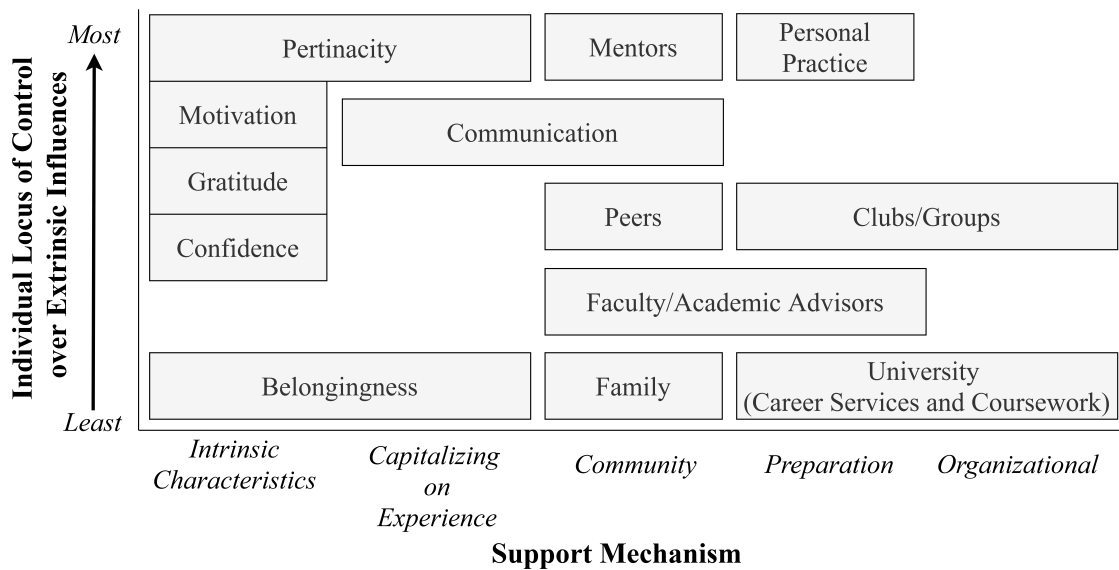 Individual Locus of Control
over Extrinsic Influences
Most
Least
Pertinacity
Mentors
Personal
Practice
Motivation
Communication
Gratitude
Peers
Clubs/Groups
Confidence
Faculty/Academic Advisors
Belongingness
Family
University
(Career Services and Coursework)
Intrinsic
Characteristics
Capitalizing
on
Experience
Community
Preparation
Organizational
Support Mechanism